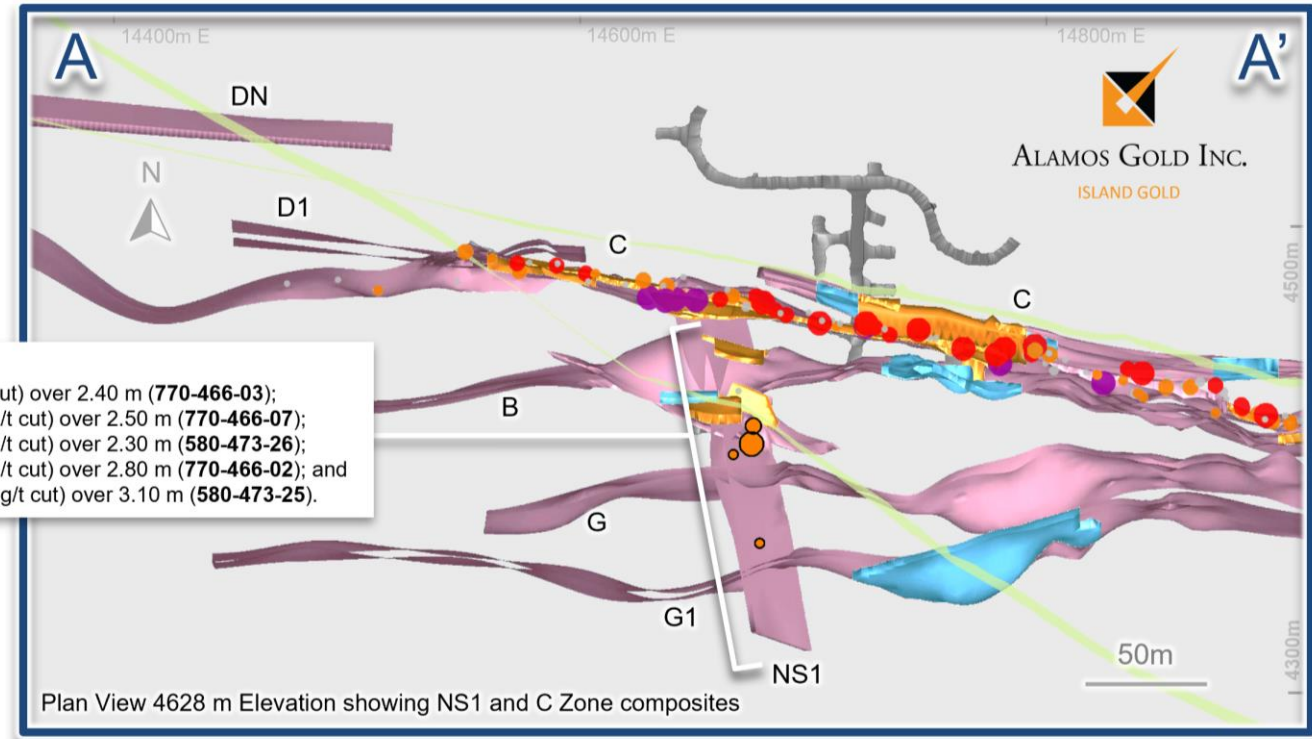 14400m E
14600m E
14800m E
A
A’
DN
ALAMOS GOLD INC.
ISLAND GOLD
N
D1
C
4500m
C
cut) over 2.40 m (770-466-03);
/t cut) over 2.50 m (770-466-07);
/t cut) over 2.30 m (580-473-26);
/t cut) over 2.80 m (770-466-02); and
g/t cut) over 3.10 m (580-473-25).
B
G
G1
4300m
50m
NS1
Plan View 4628 m Elevation showing NS1 and C Zone composites